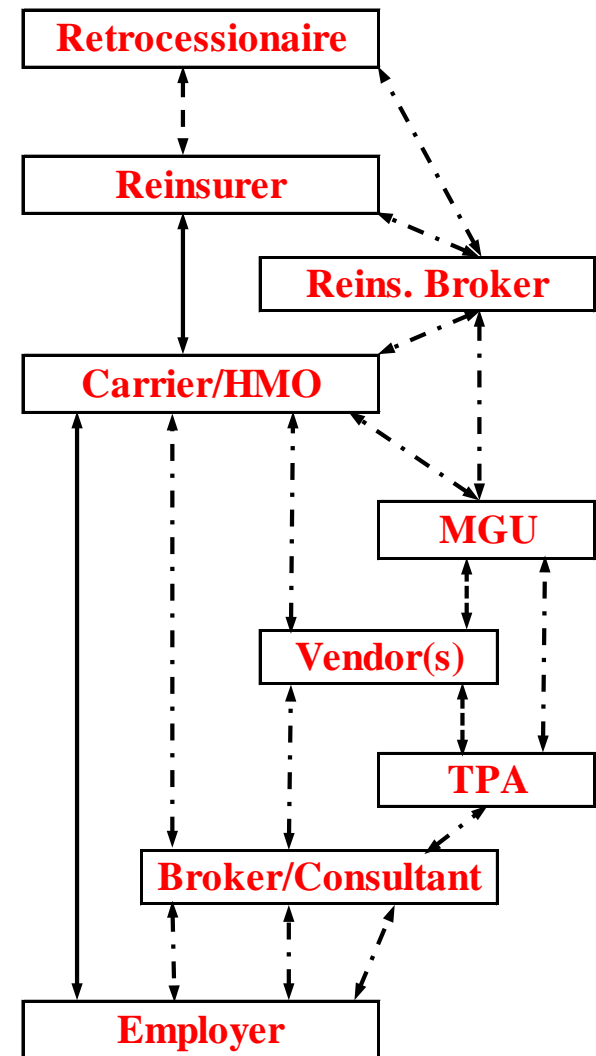 Retrocessionaire
Reinsurer
Reins. Broker
Carrier/HMO
MGU
Vendor(s)
TPA
Broker/Consultant
Employer